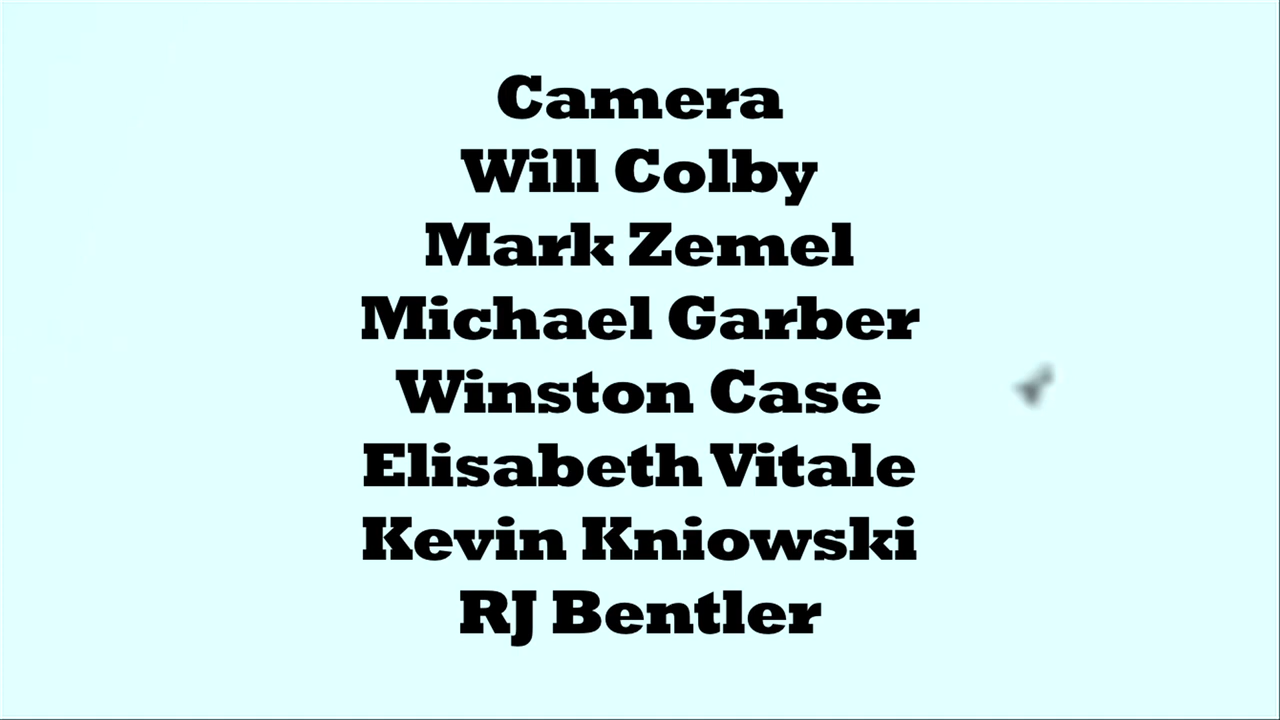 Camera
Will Colby
Mark Zemel
Michael Garber
Winston Case
Elisabeth Vitale
Kevin Kniowski
RJ Bentler